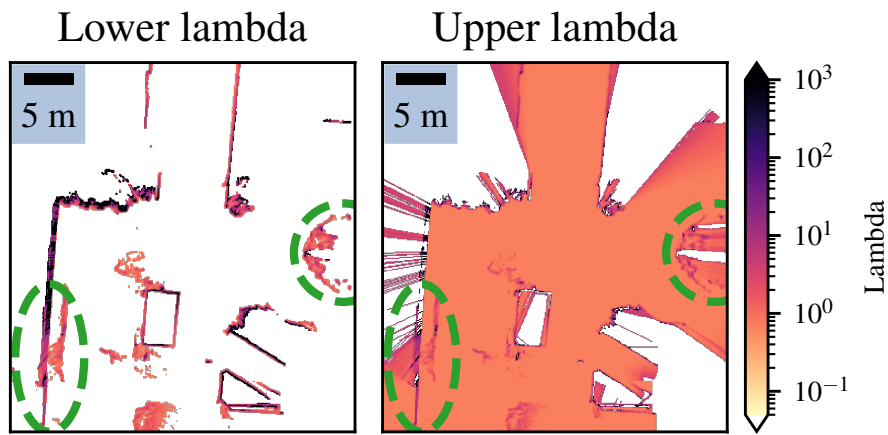 Lower lambda
Upper lambda
5 m
5 m
10³
10²
10¹
10⁰
10⁻¹
Lambda